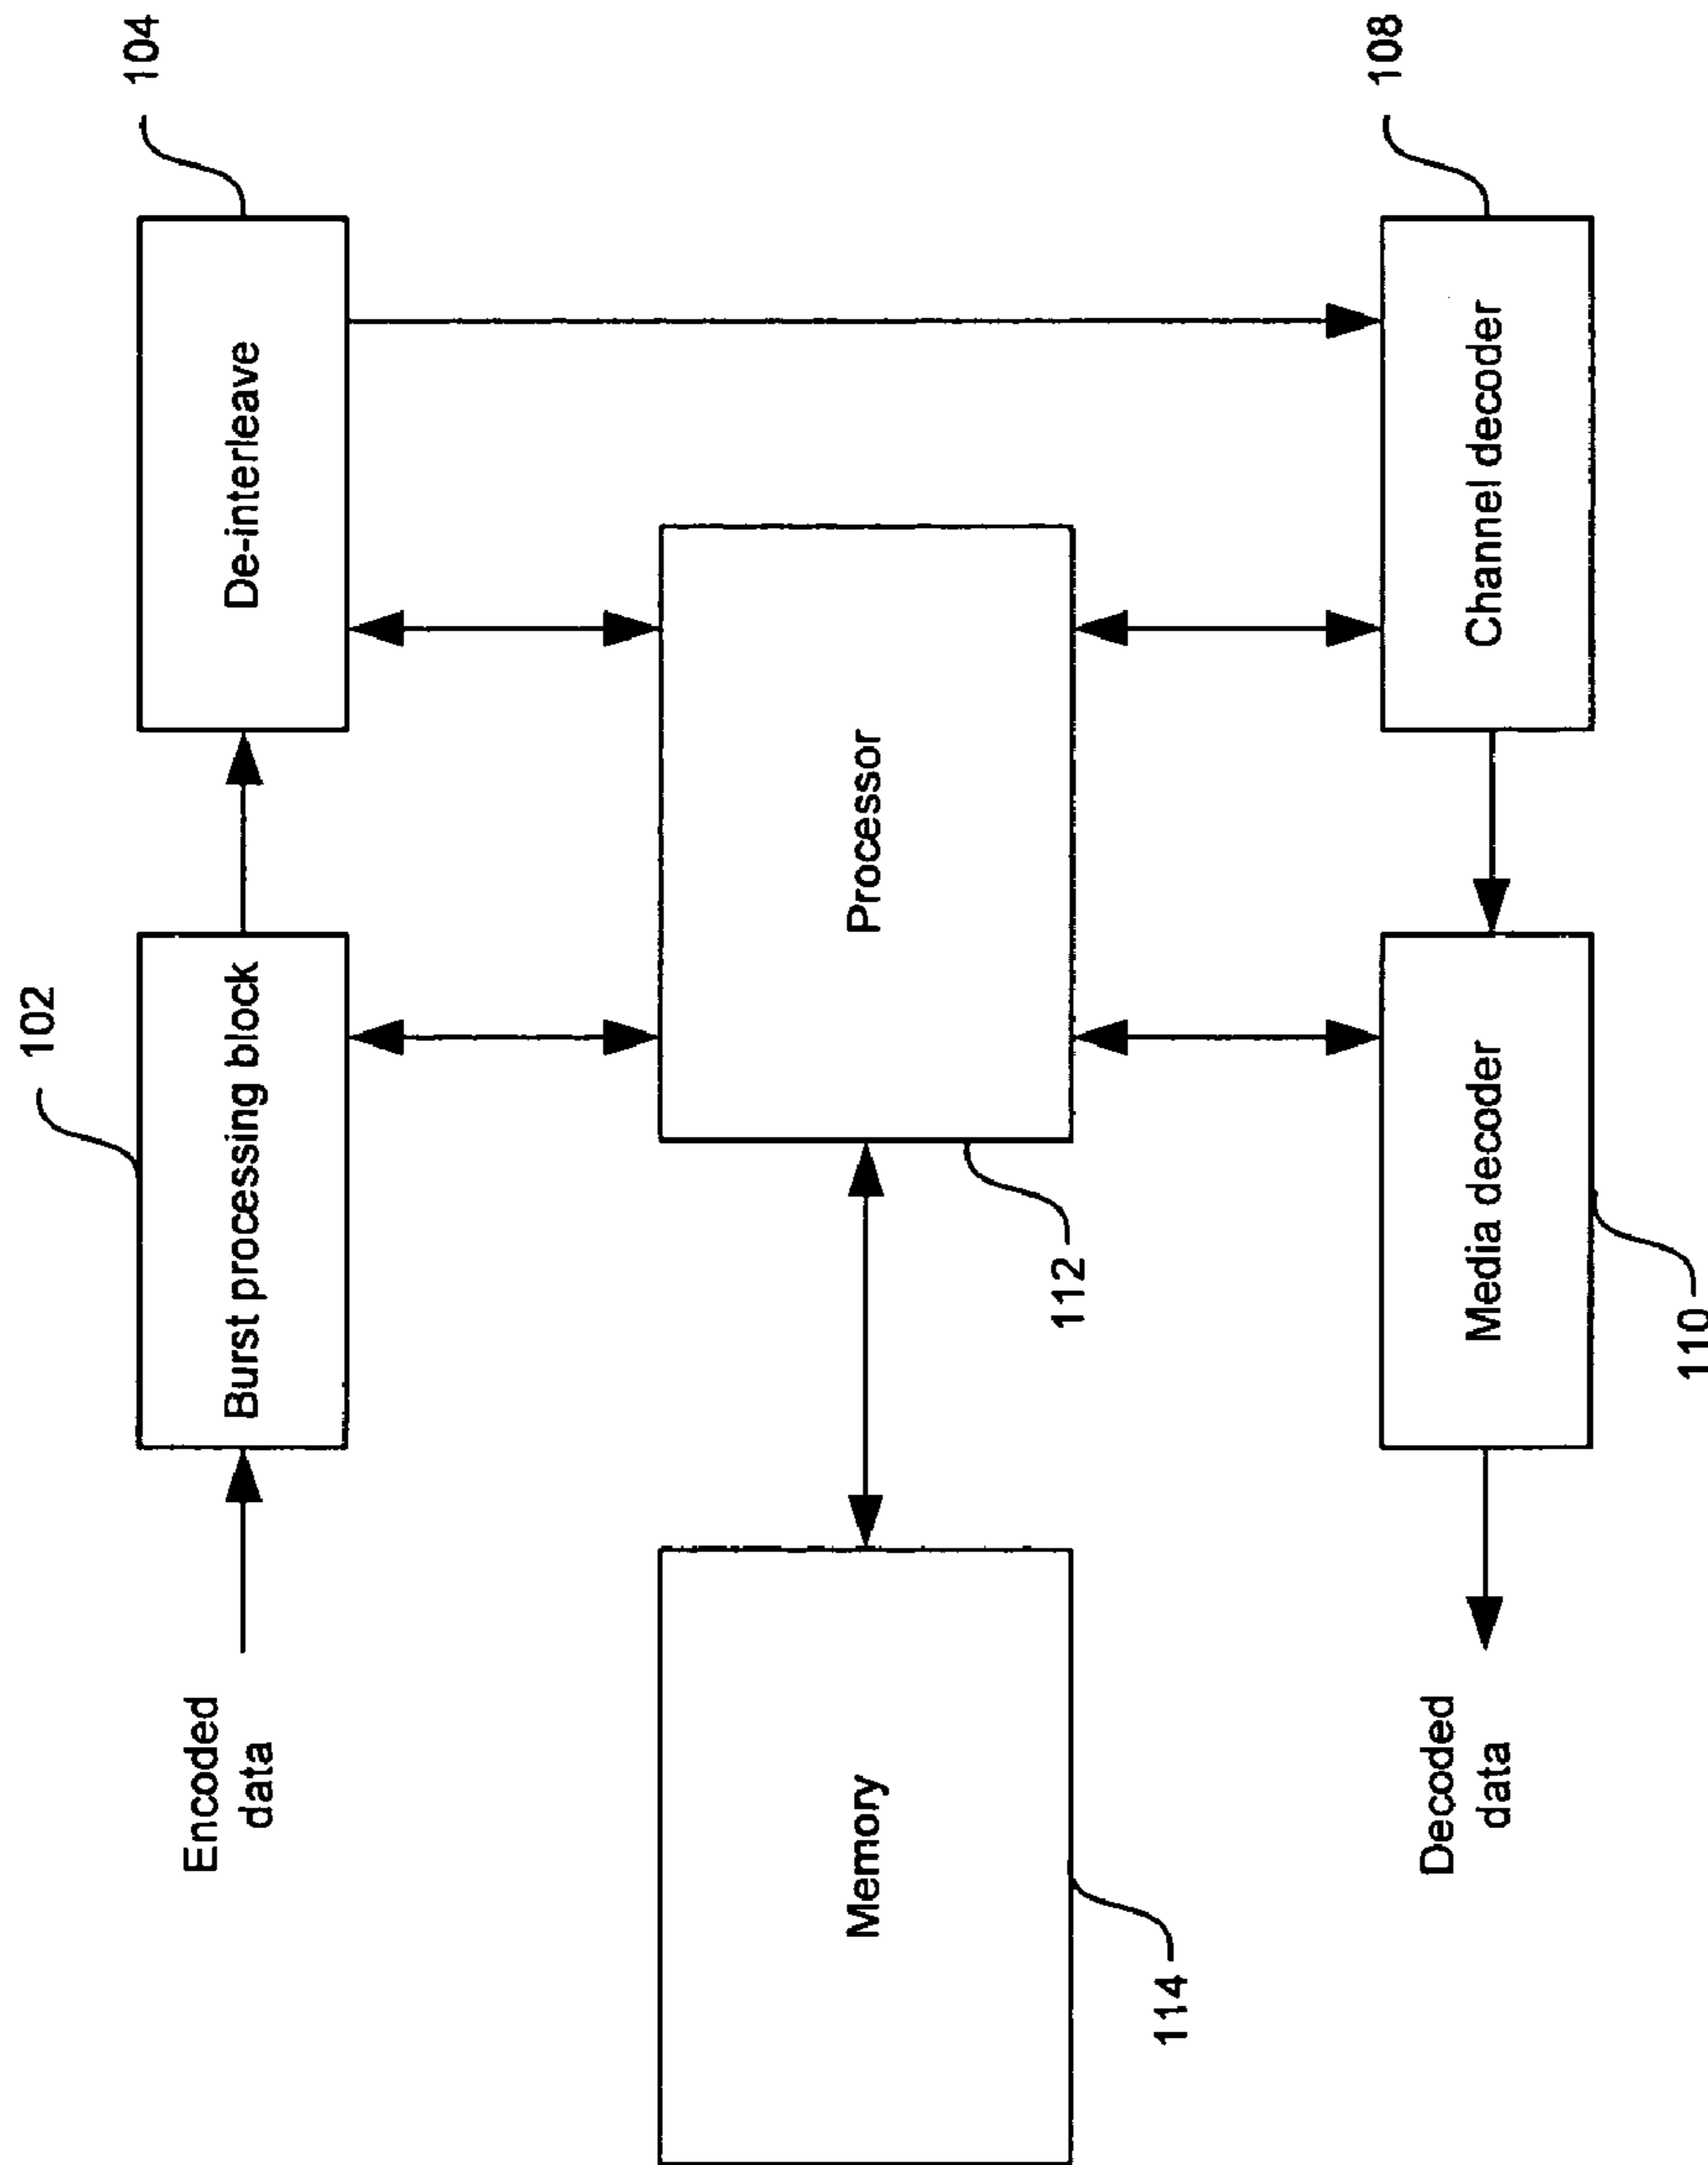 Encoded
data
102
Burst processing block
De-interleave
104
Memory
114
Processor
112
Decoded
data
Media decoder
110
Channel decoder
108